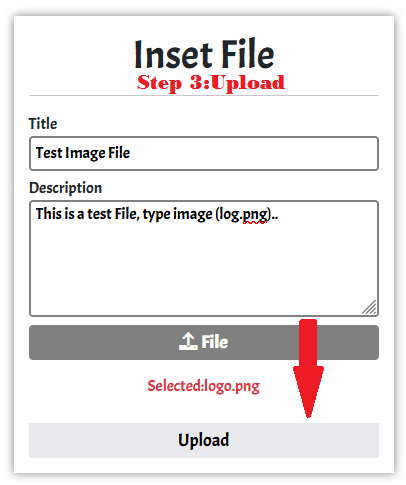 Inset File
Step 3:Upload
Title
Test Image File
Description
This is a test File, type image (log.png)..
File
Selected:logo.png
Upload